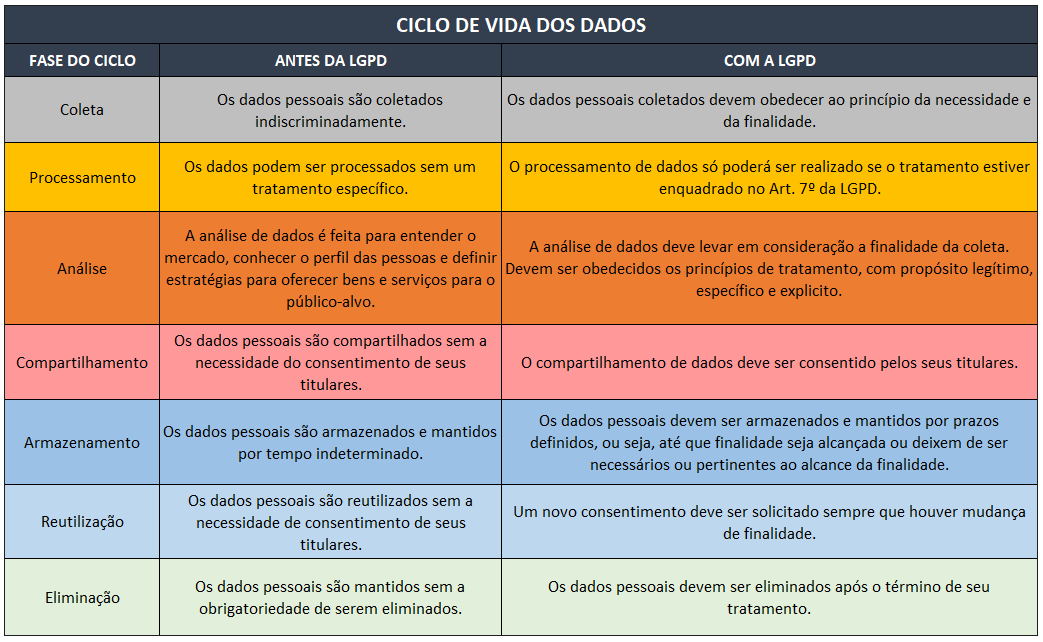 CICLO DE VIDA DOS DADOS
FASE DO CICLO
ANTES DA LGPD
COM A LGPD
Coleta
Os dados pessoais são coletados
indiscriminadamente.
Os dados pessoais coletados devem obedecer ao princípio da necessidade e
da finalidade.
Processamento
Os dados podem ser processados sem um
tratamento específico.
O processamento de dados só poderá ser realizado se o tratamento estiver
enquadrado no Art. 7º da LGPD.
Análise
A análise de dados é feita para entender o
mercado, conhecer o perfil das pessoas e definir
estratégias para oferecer bens e serviços para o
público-alvo.
A análise de dados deve levar em consideração a finalidade da coleta.
Devem ser obedecidos os princípios de tratamento, com propósito legítimo,
específico e explicito.
Compartilhamento
Os dados pessoais são compartilhados sem a
necessidade do consentimento de seus
titulares.
O compartilhamento de dados deve ser consentido pelos seus titulares.
Armazenamento
Os dados pessoais são armazenados e mantidos
por tempo indeterminado.
Os dados pessoais devem ser armazenados e mantidos por prazos
definidos, ou seja, até que finalidade seja alcançada ou deixem de ser
necessários ou pertinentes ao alcance da finalidade.
Reutilização
Os dados pessoais são reutilizados sem a
necessidade de consentimento de seus
titulares.
Um novo consentimento deve ser solicitado sempre que houver mudança
de finalidade.
Eliminação
Os dados pessoais são mantidos sem a
obrigatoriedade de serem eliminados.
Os dados pessoais devem ser eliminados após o término de seu
tratamento.